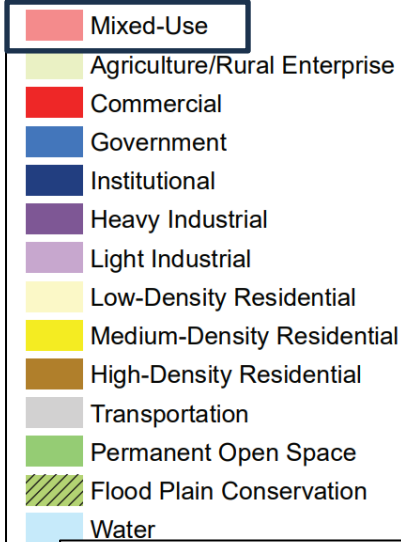 Mixed-Use
Agriculture/Rural Enterprise
Commercial
Government
Institutional
Heavy Industrial
Light Industrial
Low-Density Residential
Medium-Density Residential
High-Density Residential
Transportation
Permanent Open Space
Flood Plain Conservation
Water